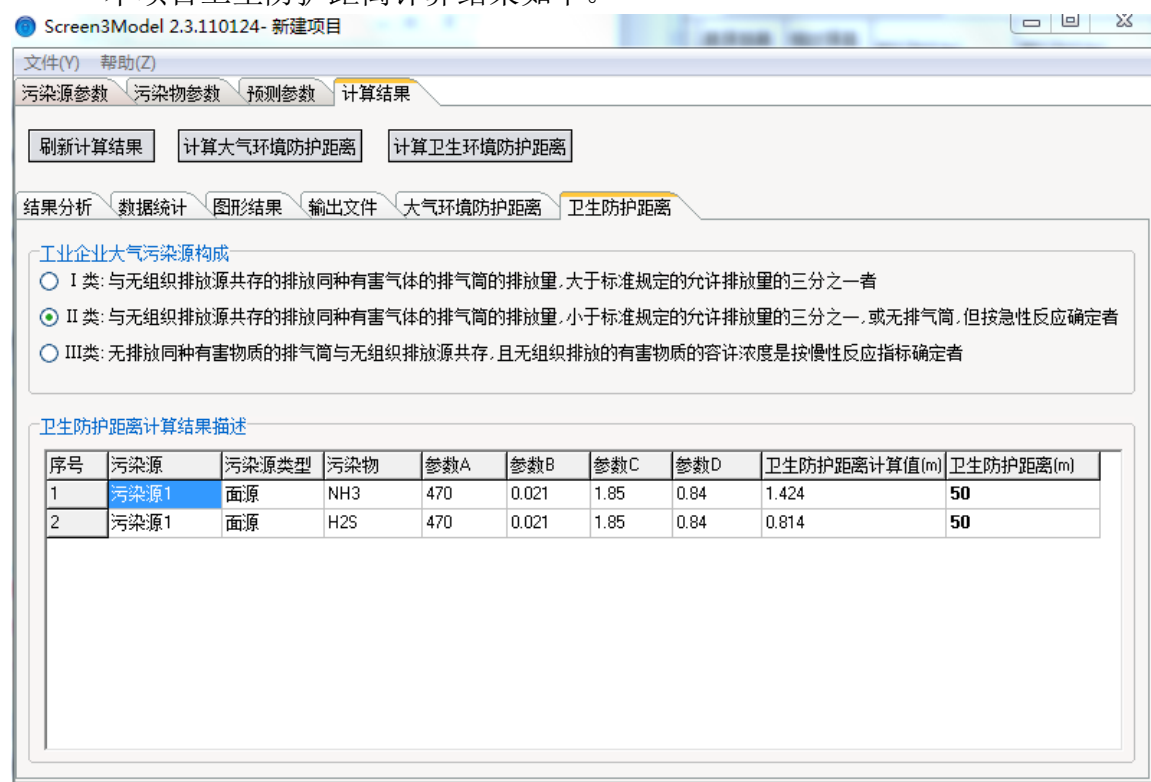 本项目卫生防护距离计算结果如下。
Screen3Model 2.3.110124- 新建项目
文件(Y) 帮助(Z)
污染源参数 污染物参数 预测参数 计算结果
刷新计算结果 计算大气环境防护距离 计算卫生环境防护距离
结果分析 数据统计 图形结果 输出文件 大气环境防护距离 卫生防护距离
工业企业大气污染源构成
I 类: 与无组织排放源共存的排放同种有害气体的排气筒的排放量,大于标准规定的允许排放量的三分之一者
II 类: 与无组织排放源共存的排放同种有害气体的排气筒的排放量,小于标准规定的允许排放量的三分之一,或无排气筒,但按急性反应确定者
III类: 无排放同种有害物质的排气筒与无组织排放源共存,且无组织排放的有害物质的容许浓度是按慢性反应指标确定者
卫生防护距离计算结果描述
序号 污染源 污染源类型 污染物 参数A 参数B 参数C 参数D 卫生防护距离计算值(m) 卫生防护距离(m)
1 污染源1 面源 NH3 470 0.021 1.85 0.84 1.424 50
2 污染源1 面源 H2S 470 0.021 1.85 0.84 0.814 50